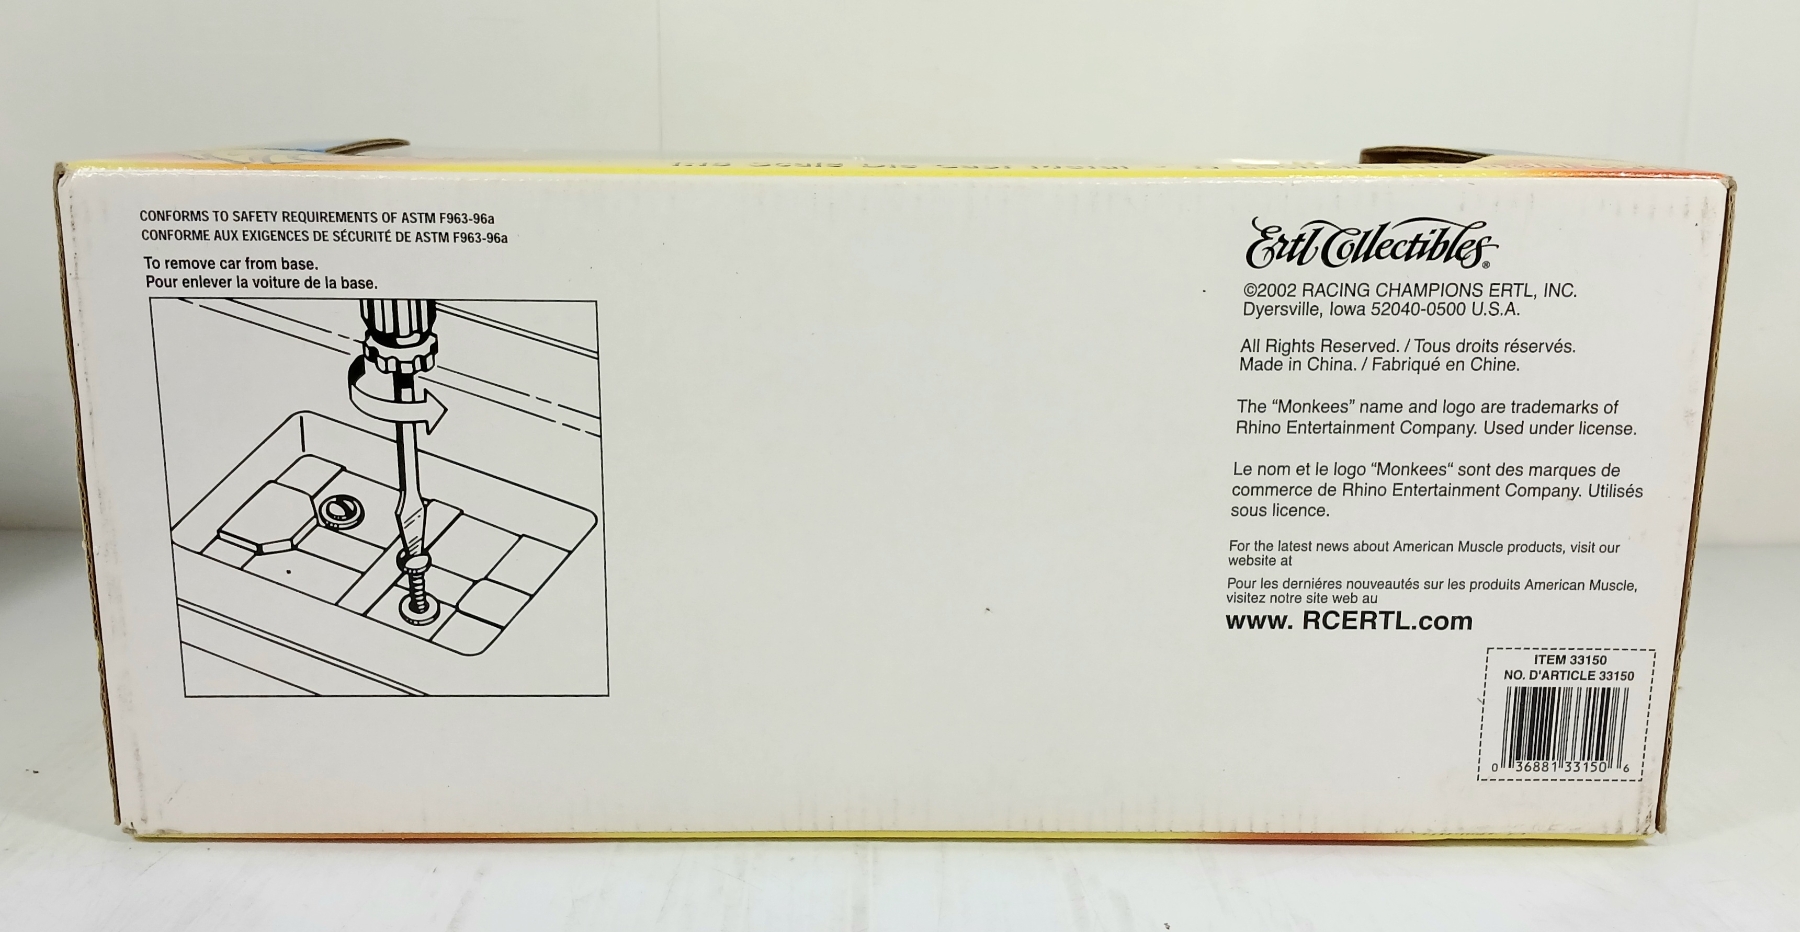 CONFORMS TO SAFETY REQUIREMENTS OF ASTM F963-96a
CONFORME AUX EXIGENCES DE SÉCURITÉ DE ASTM F963-96a
To remove car from base.
Pour enlever la voiture de la base.
Ertl Collectibles®
©2002 RACING CHAMPIONS ERTL, INC.
Dyersville, Iowa 52040-0500 U.S.A.
All Rights Reserved. / Tous droits réservés.
Made in China. / Fabriqué en Chine.
The “Monkees” name and logo are trademarks of
Rhino Entertainment Company. Used under license.
Le nom et le logo “Monkees“ sont des marques de
commerce de Rhino Entertainment Company. Utilisés
sous licence.
For the latest news about American Muscle products, visit our
website at
Pour les derniéres nouveautés sur les produits American Muscle,
visitez notre site web au
www. RCERTL.com
ITEM 33150
NO. D'ARTICLE 33150
0 36881 33150 6